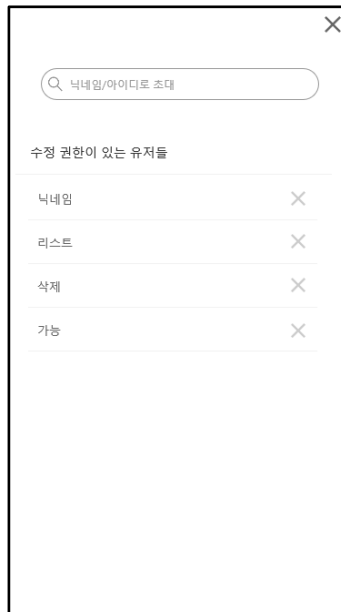 닉네임/아이디로 초대
수정 권한이 있는 유저들
닉네임
리스트
삭제
가능